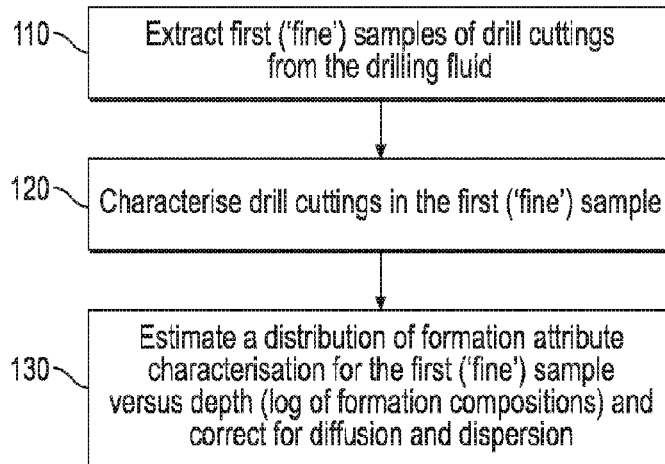 110
Extract first (‘fine’) samples of drill cuttings
from the drilling fluid
120
Characterise drill cuttings in the first (‘fine’) sample
130
Estimate a distribution of formation attribute
characterisation for the first (‘fine’) sample
versus depth (log of formation compositions) and
correct for diffusion and dispersion